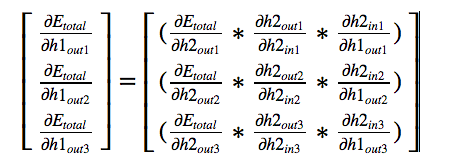 [ ∂E_total/∂h1_out1 ] = [ (∂E_total/∂h2_out1 * ∂h2_out1/∂h2_in1 * ∂h2_in1/∂h1_out1) ]
[ ∂E_total/∂h1_out2 ] = [ (∂E_total/∂h2_out2 * ∂h2_out2/∂h2_in2 * ∂h2_in2/∂h1_out2) ]
[ ∂E_total/∂h1_out3 ] = [ (∂E_total/∂h2_out3 * ∂h2_out3/∂h2_in3 * ∂h2_in3/∂h1_out3) ]